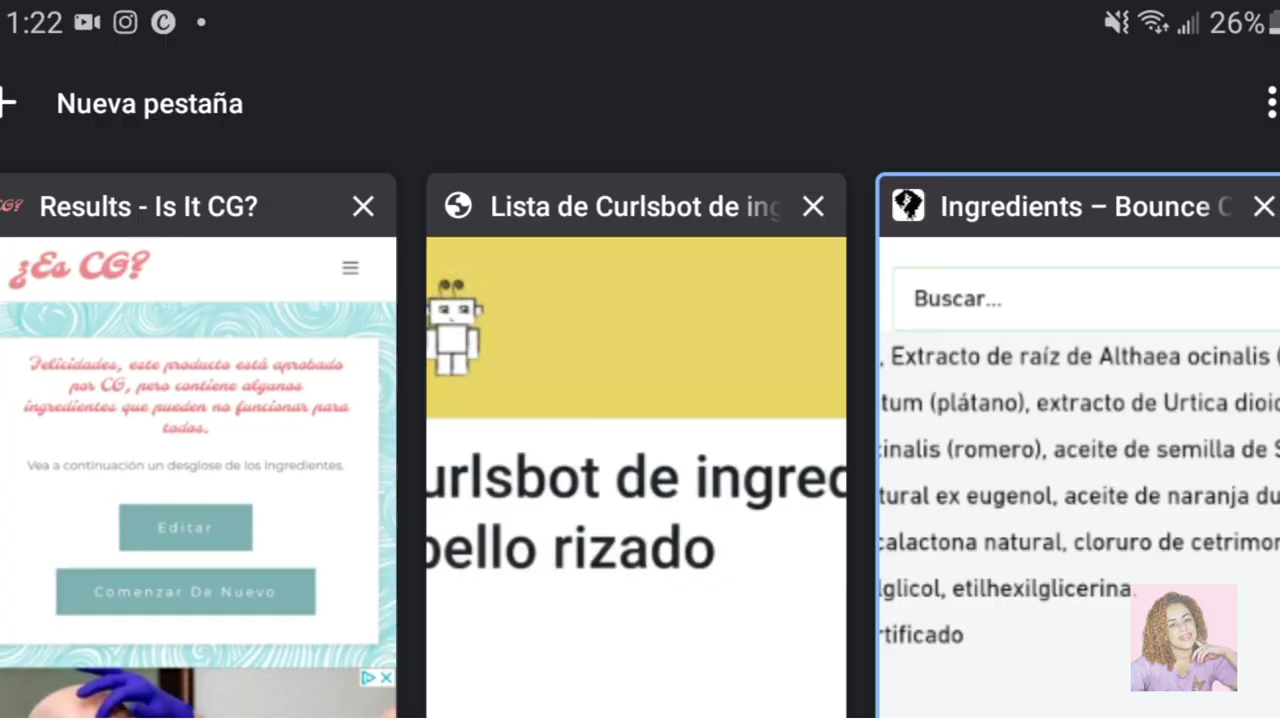 1:22
26%
Nueva pestaña
CG?
Results - Is It CG?
Lista de Curlsbot de ing
Ingredients – Bounce C
¿Es CG?
Felicidades, este producto está aprobado
por CG, pero contiene algunos
ingredientes que pueden no funcionar para
todos.
Vea a continuación un desglose de los ingredientes.
Editar
Comenzar De Nuevo
urlsbot de ingred
bello rizado
Buscar...
, Extracto de raíz de Althaea ocinalis (
tum (plátano), extracto de Urtica dioic
cinalis (romero), aceite de semilla de S
tural ex eugenol, aceite de naranja du
calactona natural, cloruro de cetrimor
lglicol, etilhexilglicerina.
rtificado